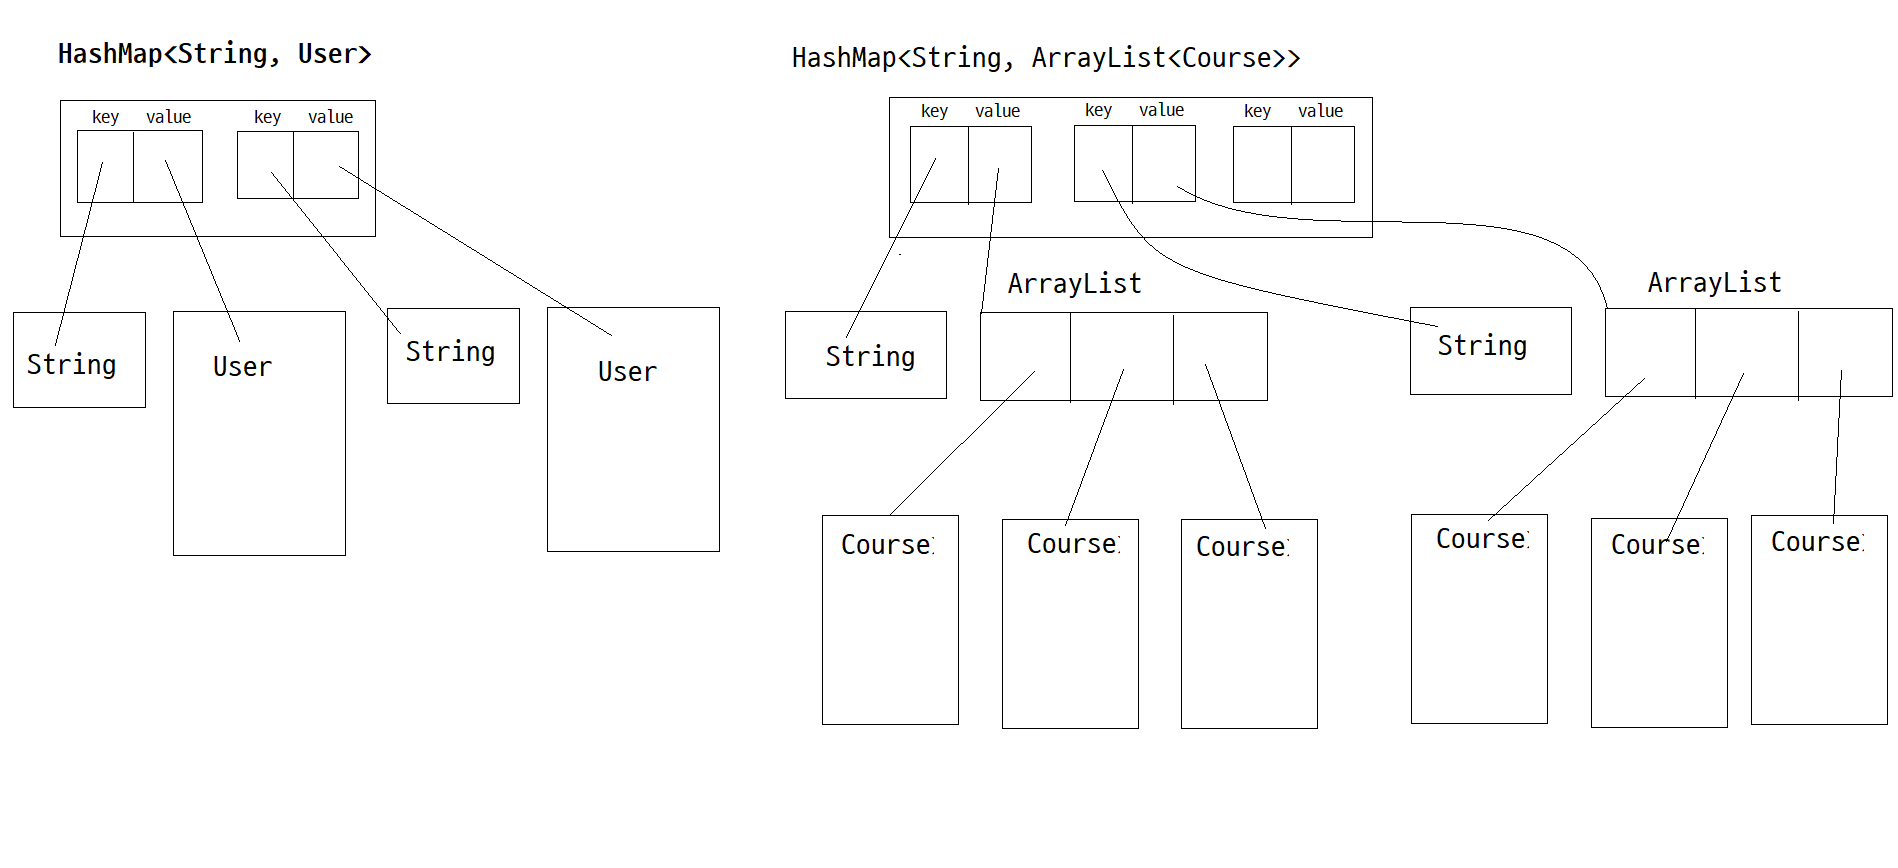 HashMap<String, User>
key value key value
String
User
String
User
HashMap<String, ArrayList<Course>>
key value key value key value
ArrayList
ArrayList
String
String
Course
Course
Course
Course
Course
Course